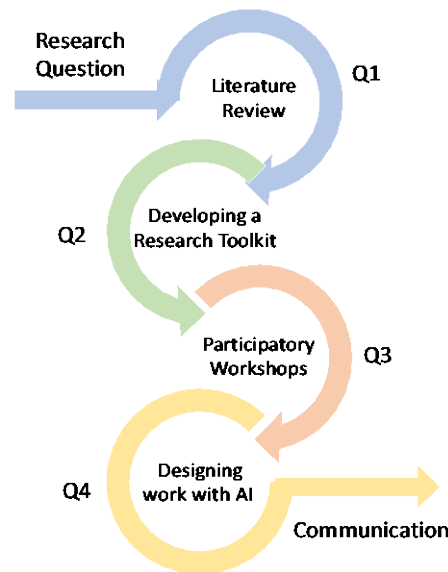 Research
Question
Q1
Literature
Review
Developing a
Research Toolkit
Q2
Participatory
Workshops
Q3
Designing
work with AI
Q4
Communication